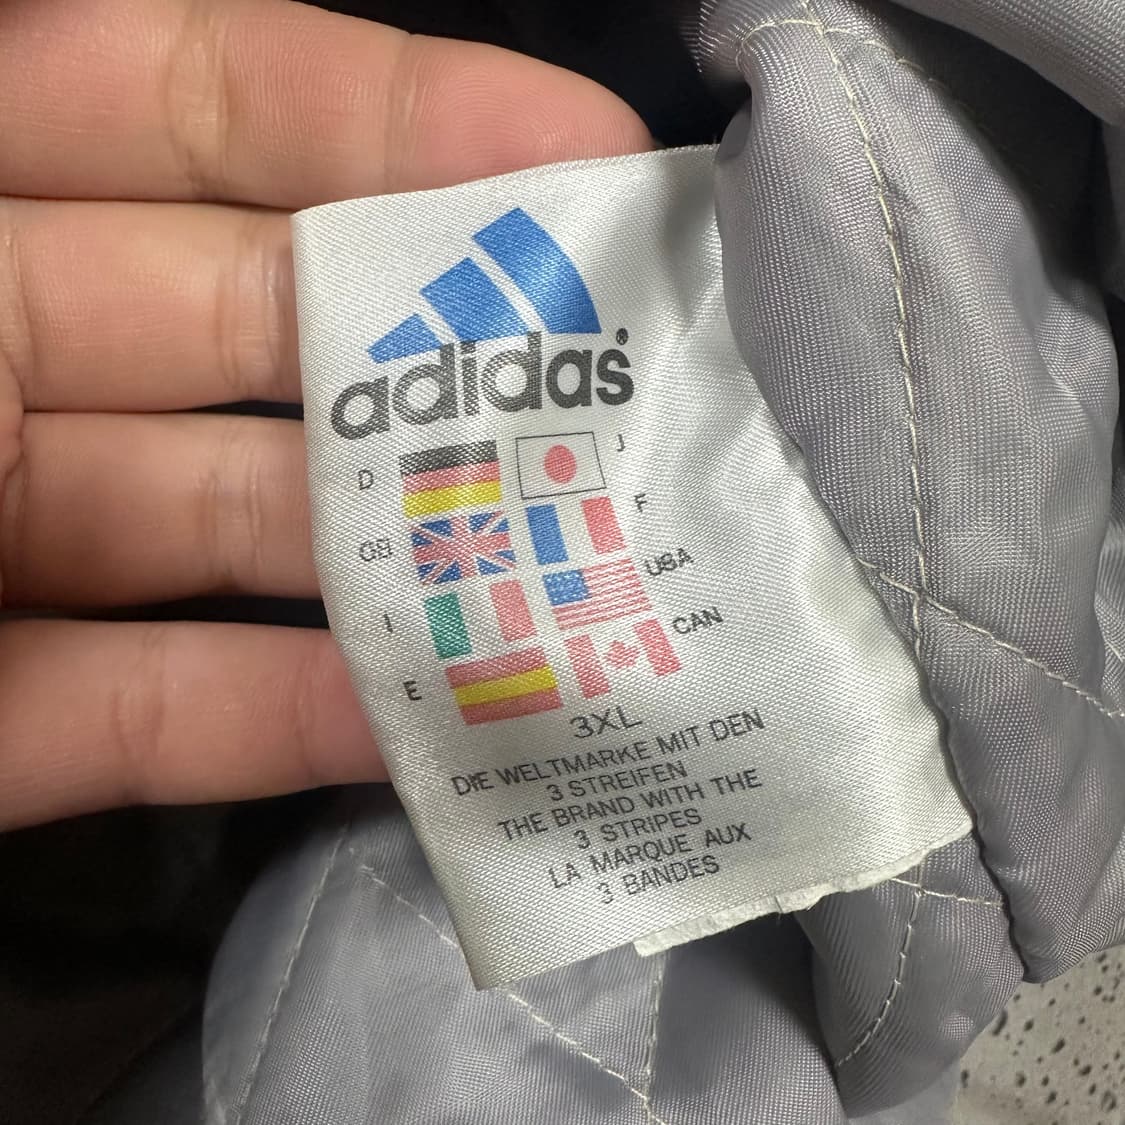 adidas®
D
J
GB
F
I
USA
E
CAN
3XL
DIE WELTMARKE MIT DEN
3 STREIFEN
THE BRAND WITH THE
3 STRIPES
LA MARQUE AUX
3 BANDES